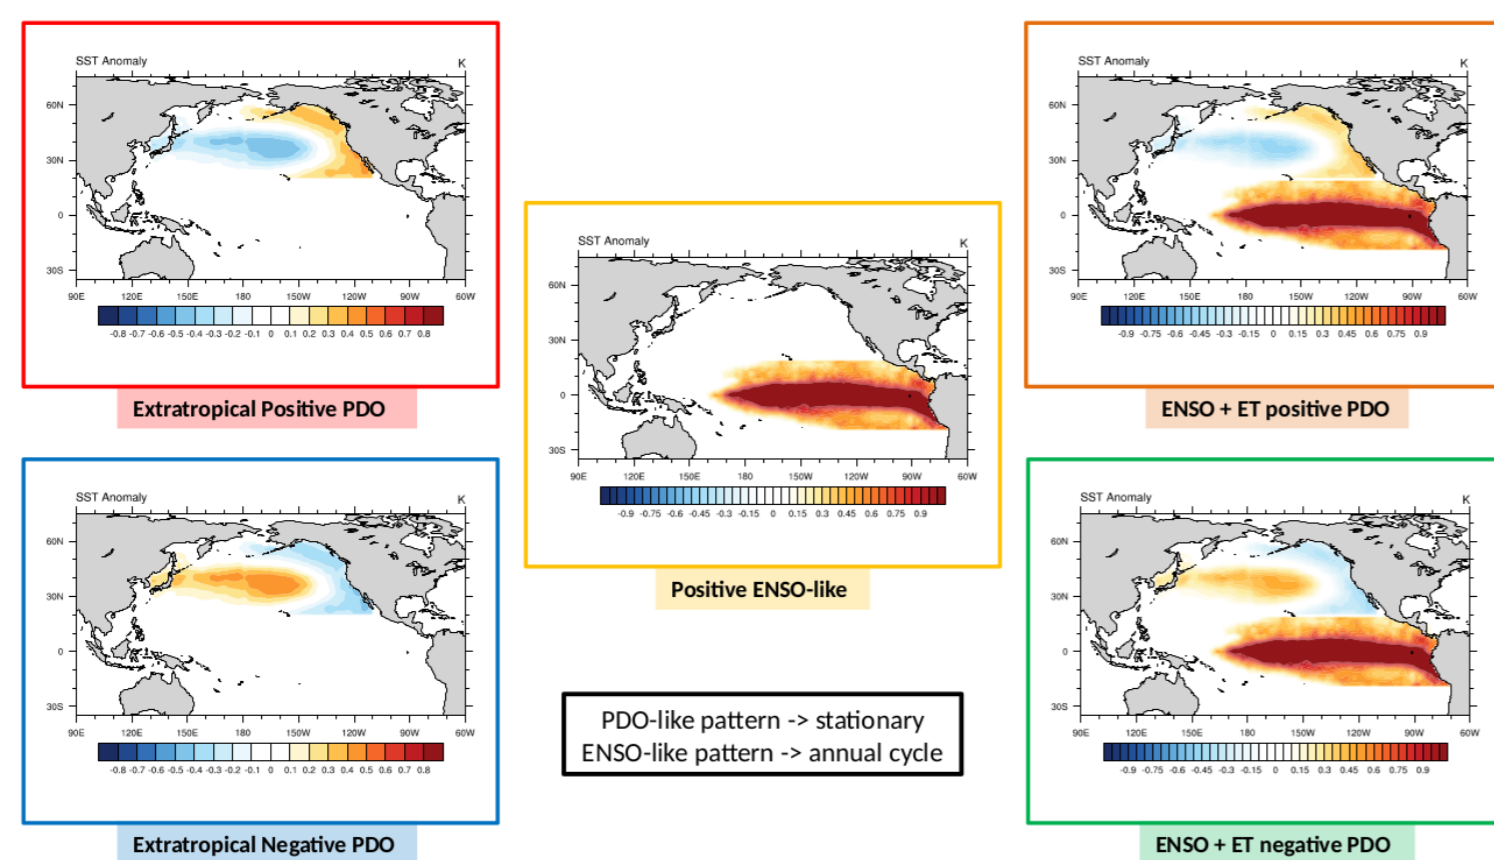 SST Anomaly K
60N
30N
0
30S
90E 120E 150E 180 150W 120W 90W 60W
-0.8 -0.7 -0.6 -0.5 -0.4 -0.3 -0.2 -0.1 0 0.1 0.2 0.3 0.4 0.5 0.6 0.7 0.8
Extratropical Positive PDO
SST Anomaly K
60N
30N
0
30S
90E 120E 150E 180 150W 120W 90W 60W
-0.9 -0.75 -0.6 -0.45 -0.3 -0.15 0 0.15 0.3 0.45 0.6 0.75 0.9
ENSO + ET positive PDO
SST Anomaly K
60N
30N
0
30S
90E 120E 150E 180 150W 120W 90W 60W
-0.9 -0.75 -0.6 -0.45 -0.3 -0.15 0 0.15 0.3 0.45 0.6 0.75 0.9
Positive ENSO-like
SST Anomaly K
60N
30N
0
30S
90E 120E 150E 180 150W 120W 90W 60W
-0.8 -0.7 -0.6 -0.5 -0.4 -0.3 -0.2 -0.1 0 0.1 0.2 0.3 0.4 0.5 0.6 0.7 0.8
Extratropical Negative PDO
PDO-like pattern -> stationary
ENSO-like pattern -> annual cycle
SST Anomaly K
60N
30N
0
30S
90E 120E 150E 180 150W 120W 90W 60W
-0.9 -0.75 -0.6 -0.45 -0.3 -0.15 0 0.15 0.3 0.45 0.6 0.75 0.9
ENSO + ET negative PDO